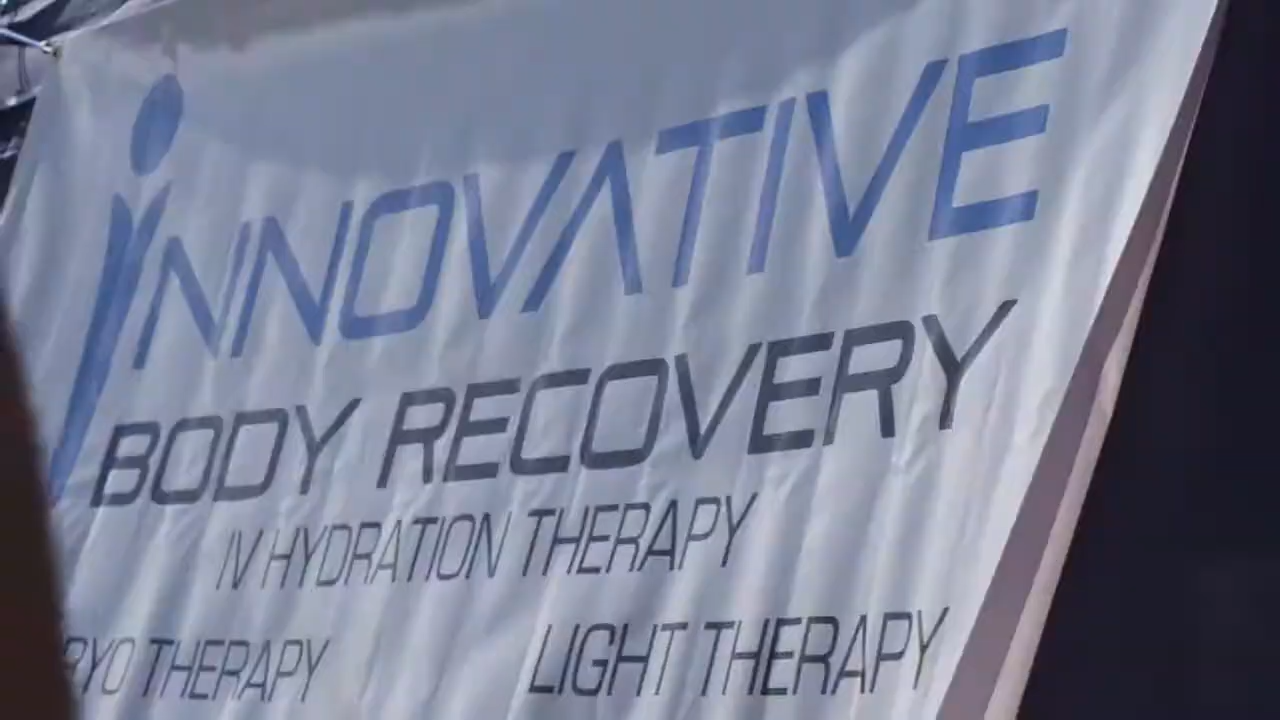 iNNOVATIVE
BODY RECOVERY
IV HYDRATION THERAPY
RYO THERAPY LIGHT THERAPY